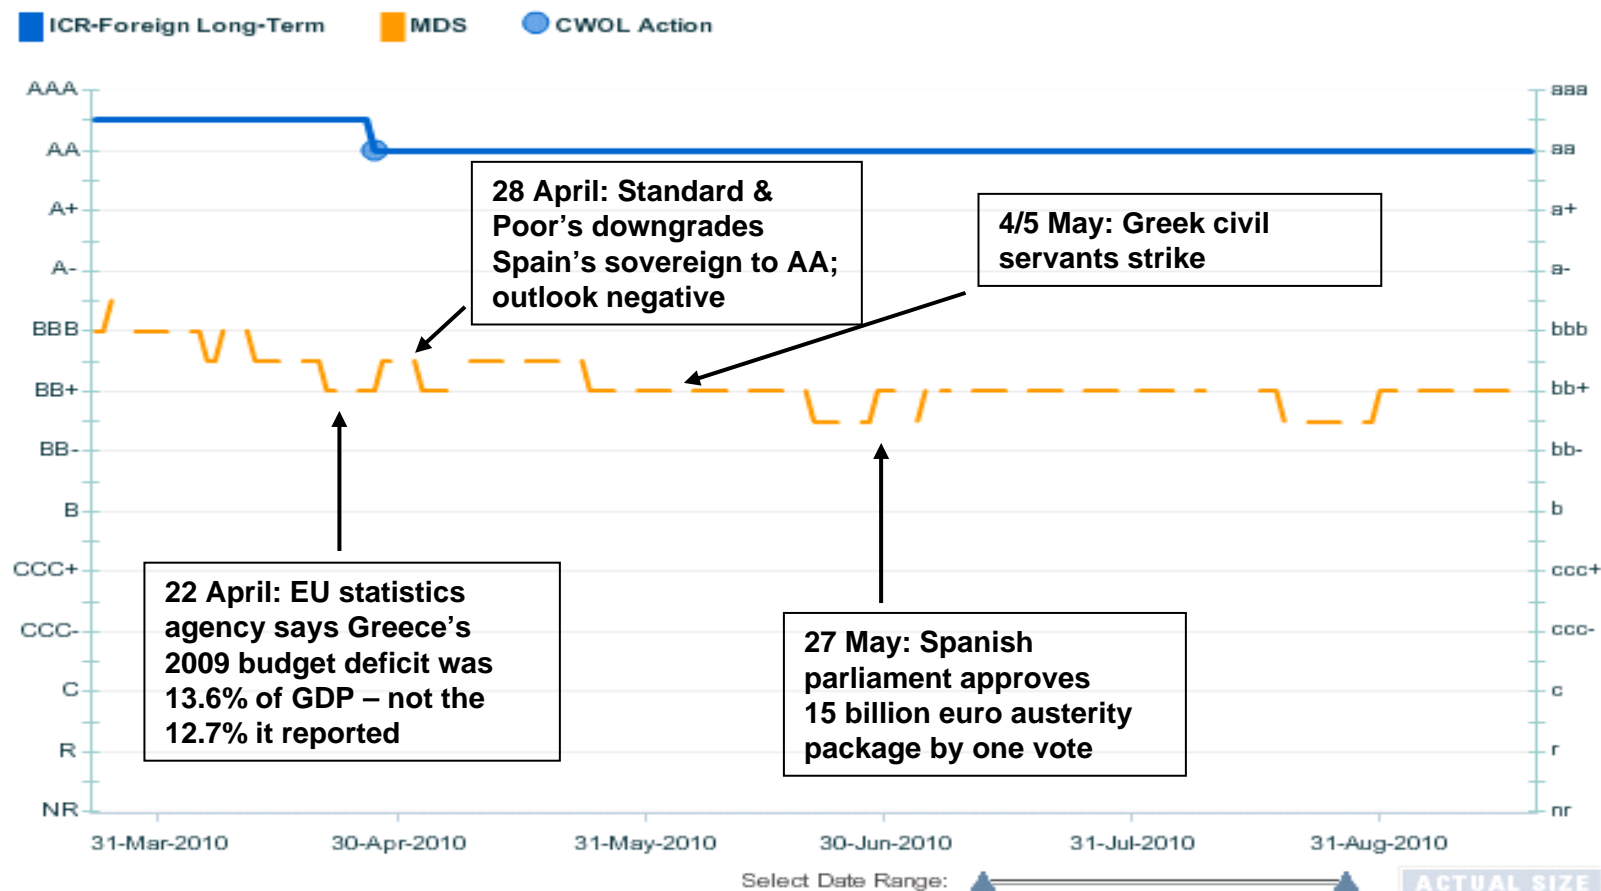 ICR-Foreign Long-Term MDS CWOL Action
AAA aaa
AA aa
28 April: Standard &
Poor’s downgrades
Spain’s sovereign to AA;
outlook negative
4/5 May: Greek civil
servants strike
A+ a+
A- a-
BBB bbb
BB+ bb+
BB- bb-
B b
CCC+ ccc+
CCC- ccc-
C c
R r
NR nr
22 April: EU statistics
agency says Greece’s
2009 budget deficit was
13.6% of GDP – not the
12.7% it reported
27 May: Spanish
parliament approves
15 billion euro austerity
package by one vote
31-Mar-2010 30-Apr-2010 31-May-2010 30-Jun-2010 31-Jul-2010 31-Aug-2010
Select Date Range:
ACTUAL SIZE